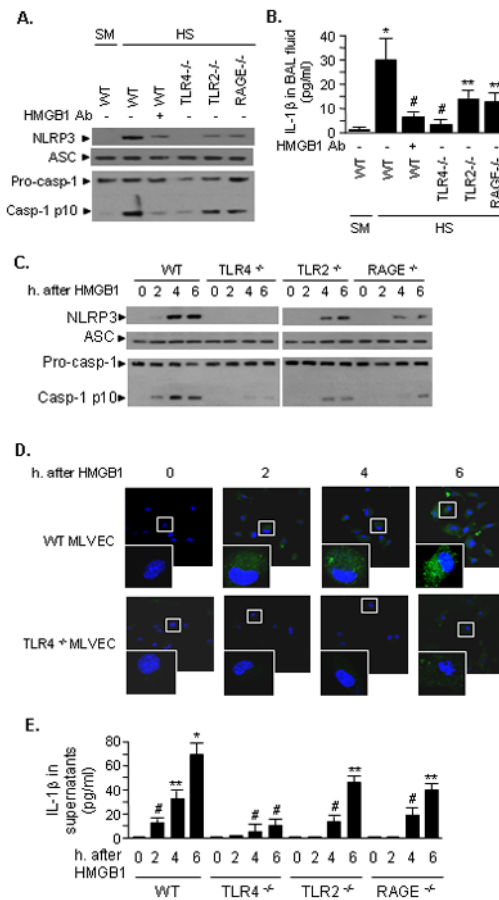 A.
SM HS
WT WT WT TLR4-/- TLR2-/- RAGE-/-
HMGB1 Ab - - + - - -
NLRP3
ASC
Pro-casp-1
Casp-1 p10
B.
IL-1β in BAL fluid
(pg/ml)
40
30
20
10
0
* # # ** **
HMGB1 Ab - - + - - -
WT WT WT TLR4-/- TLR2-/- RAGE-/-
SM HS
C.
WT TLR4 -/- TLR2 -/- RAGE -/-
h. after HMGB1 0 2 4 6 0 2 4 6 0 2 4 6 0 2 4 6
NLRP3
ASC
Pro-casp-1
Casp-1 p10
D.
h. after HMGB1 0 2 4 6
WT MLVEC
TLR4 -/- MLVEC
E.
IL-1β in
supernatants
(pg/ml)
80
60
40
20
0
# ** * # # # ** # **
h. after
HMGB1
0 2 4 6 0 2 4 6 0 2 4 6 0 2 4 6
WT TLR4 -/- TLR2 -/- RAGE -/-